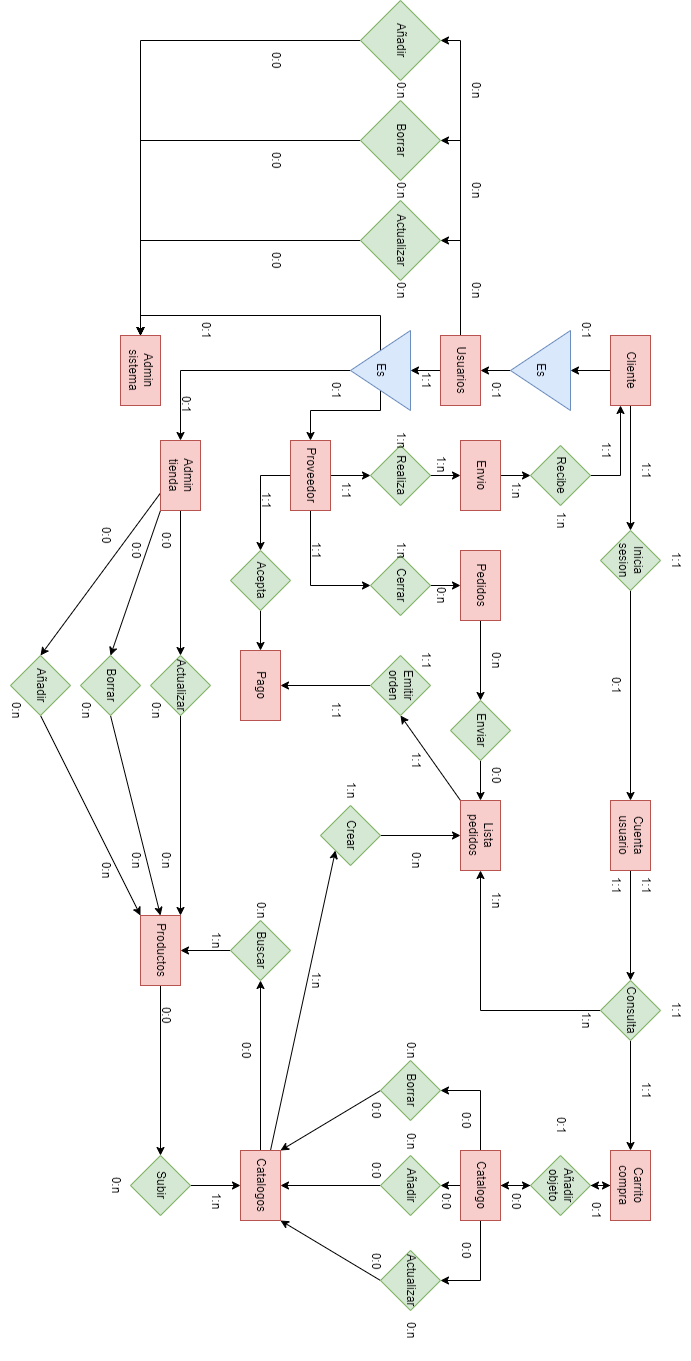 1:1
1:1
1:1
1:1
1:1
Cliente
Inicia
sesion
Cuenta
usuario
Consulta
Carrito
compra
0:1
1:1
1:1
0:1
0:1
1:n
1:n
Recibe
0:1
Añadir
objeto
Es
1:n
0:0
0:1
0:n
0:0
1:n
0:n
0:n
0:n
Usuarios
Envio
Pedidos
Enviar
Lista
pedidos
Catalogo
0:0
0:0
1:n
0:n
0:0
1:1
1:1
1:1
0:n
0:n
0:n
0:n
Añadir
0:n
Borrar
0:n
Actualizar
0:n
1:n
Realiza
1:n
Cerrar
Emitir
orden
Borrar
Añadir
Actualizar
Es
0:0
0:0
0:0
1:1
1:n
Crear
0:1
1:1
Proveedor
1:1
1:n
0:0
0:0
0:0
1:1
Acepta
Pago
0:n
Buscar
Catalogos
0:0
1:n
1:n
0:1
0:1
Admin
tienda
Actualizar
0:0
0:n
Productos
0:0
Subir
0:n
Admin
sistema
0:0
0:n
0:n
Borrar
0:0
0:n
0:n
Añadir
0:n